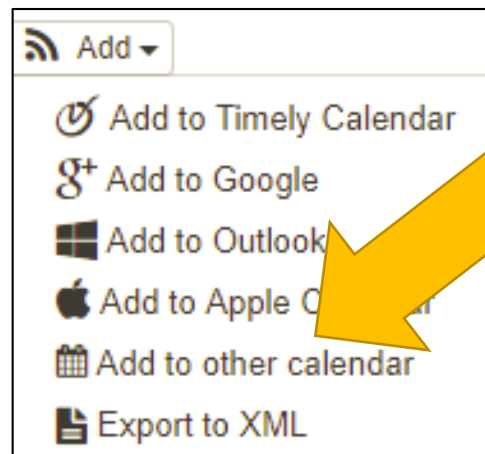 Add
Add to Timely Calendar
g+ Add to Google
Add to Outlook
Add to Apple
Add to other calendar
Export to XML